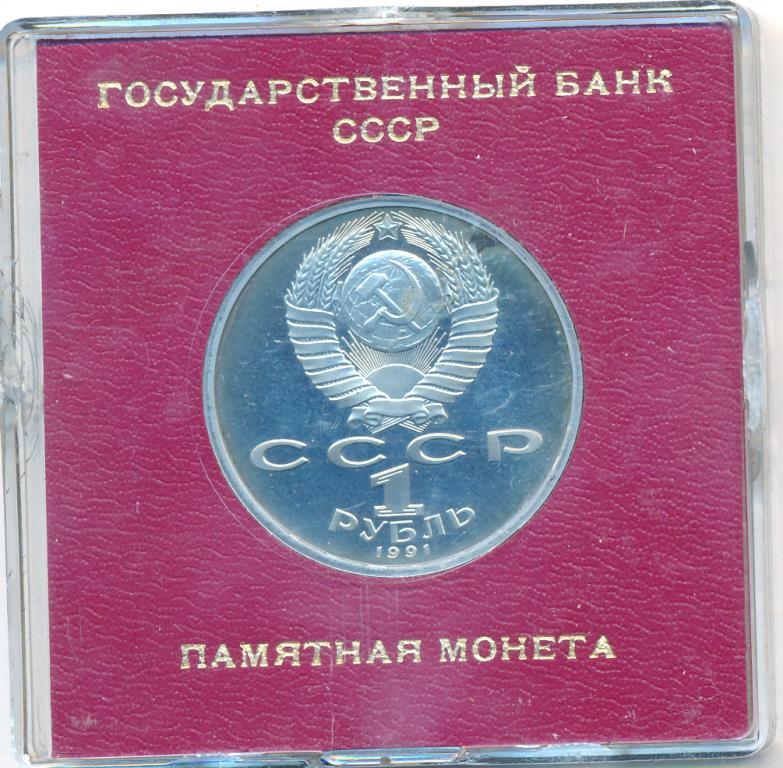 ГОСУДАРСТВЕННЫЙ БАНК
СССР
СССР
1
РУБЛЬ
1991
ПАМЯТНАЯ МОНЕТА